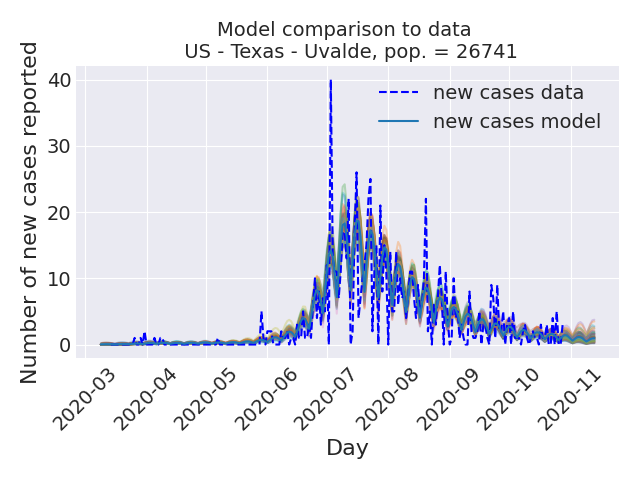 Model comparison to data
US - Texas - Uvalde, pop. = 26741
Number of new cases reported
40
30
20
10
0
new cases data
new cases model
2020-03
2020-04
2020-05
2020-06
2020-07
2020-08
2020-09
2020-10
2020-11
Day